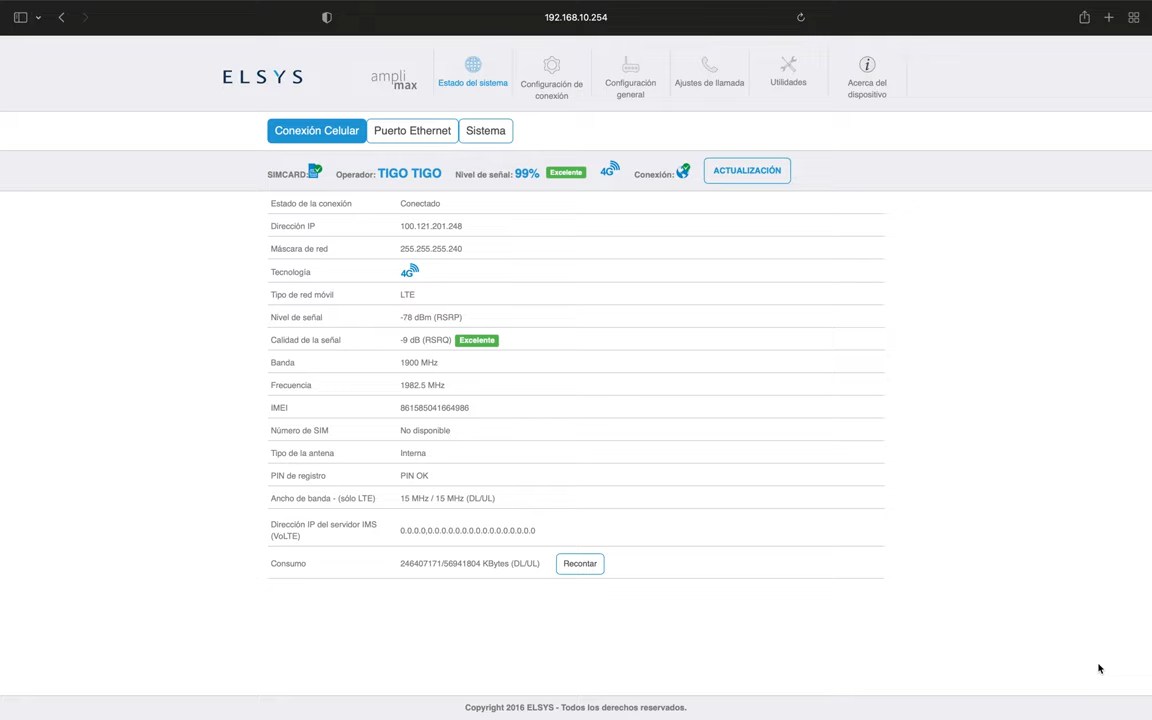 192.168.10.254
ELSYS
ampli max
Estado del sistema
Configuración de conexión
Configuración general
Ajustes de llamada
Utilidades
Acerca del dispositivo
Conexión Celular Puerto Ethernet Sistema
SIMCARD: Operador: TIGO TIGO Nivel de señal: 99% Excelente 4G Conexión: ACTUALIZACIÓN
Estado de la conexión Conectado
Dirección IP 100.121.201.248
Máscara de red 255.255.255.240
Tecnología 4G
Tipo de red móvil LTE
Nivel de señal -78 dBm (RSRP)
Calidad de la señal -9 dB (RSRQ) Excelente
Banda 1900 MHz
Frecuencia 1982.5 MHz
IMEI 861585041664986
Número de SIM No disponible
Tipo de la antena Interna
PIN de registro PIN OK
Ancho de banda - (sólo LTE) 15 MHz / 15 MHz (DL/UL)
Dirección IP del servidor IMS (VoLTE) 0.0.0.0,0.0.0.0.0.0.0.0.0.0.0.0.0.0.0.0
Consumo 246407171/56941804 KBytes (DL/UL) Recontar
Copyright 2016 ELSYS - Todos los derechos reservados.